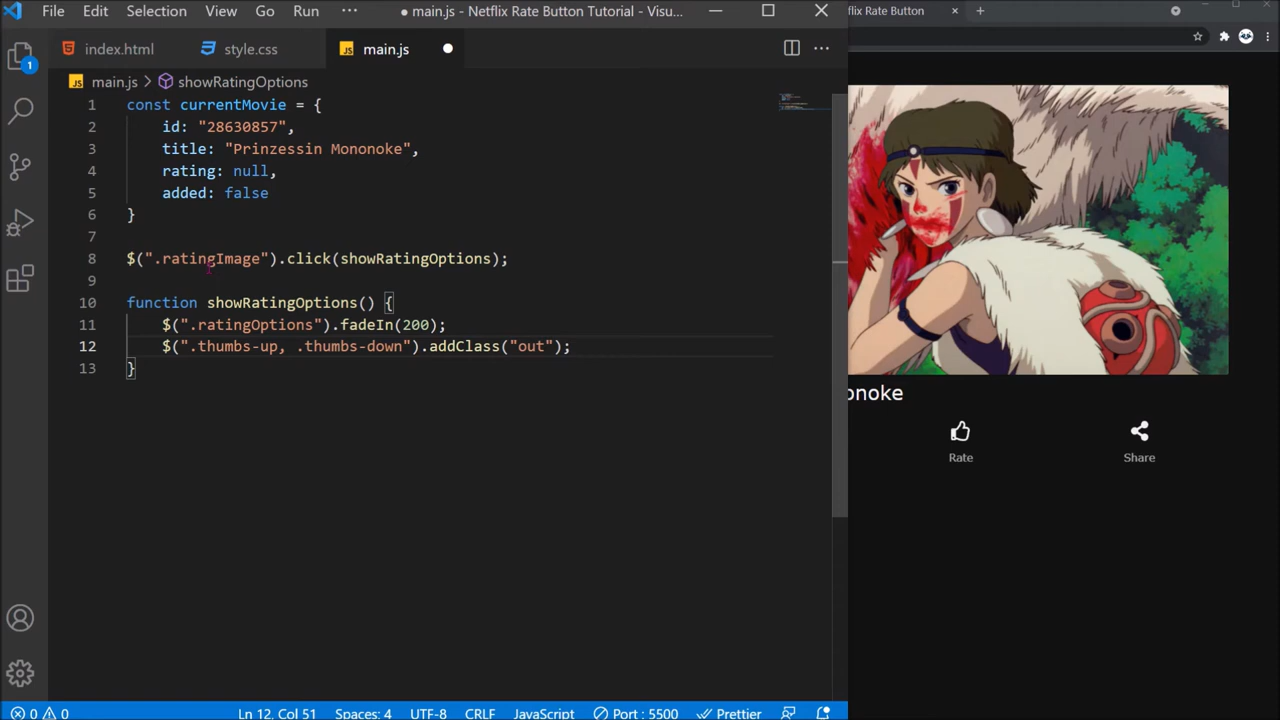 File Edit Selection View Go Run ··· ● main.js - Netflix Rate Button Tutorial - Visu...
flix Rate Button
index.html style.css main.js
main.js > showRatingOptions
1 const currentMovie = {
2 id: "28630857",
3 title: "Prinzessin Mononoke",
4 rating: null,
5 added: false
6 }
7
8 $(".ratingImage").click(showRatingOptions);
9
10 function showRatingOptions() {
11 $(".ratingOptions").fadeIn(200);
12 $(".thumbs-up, .thumbs-down").addClass("out");
13 }
1
onoke
Rate Share
0 0 Ln 12, Col 51 Spaces: 4 UTF-8 CRLF JavaScript Port : 5500 Prettier